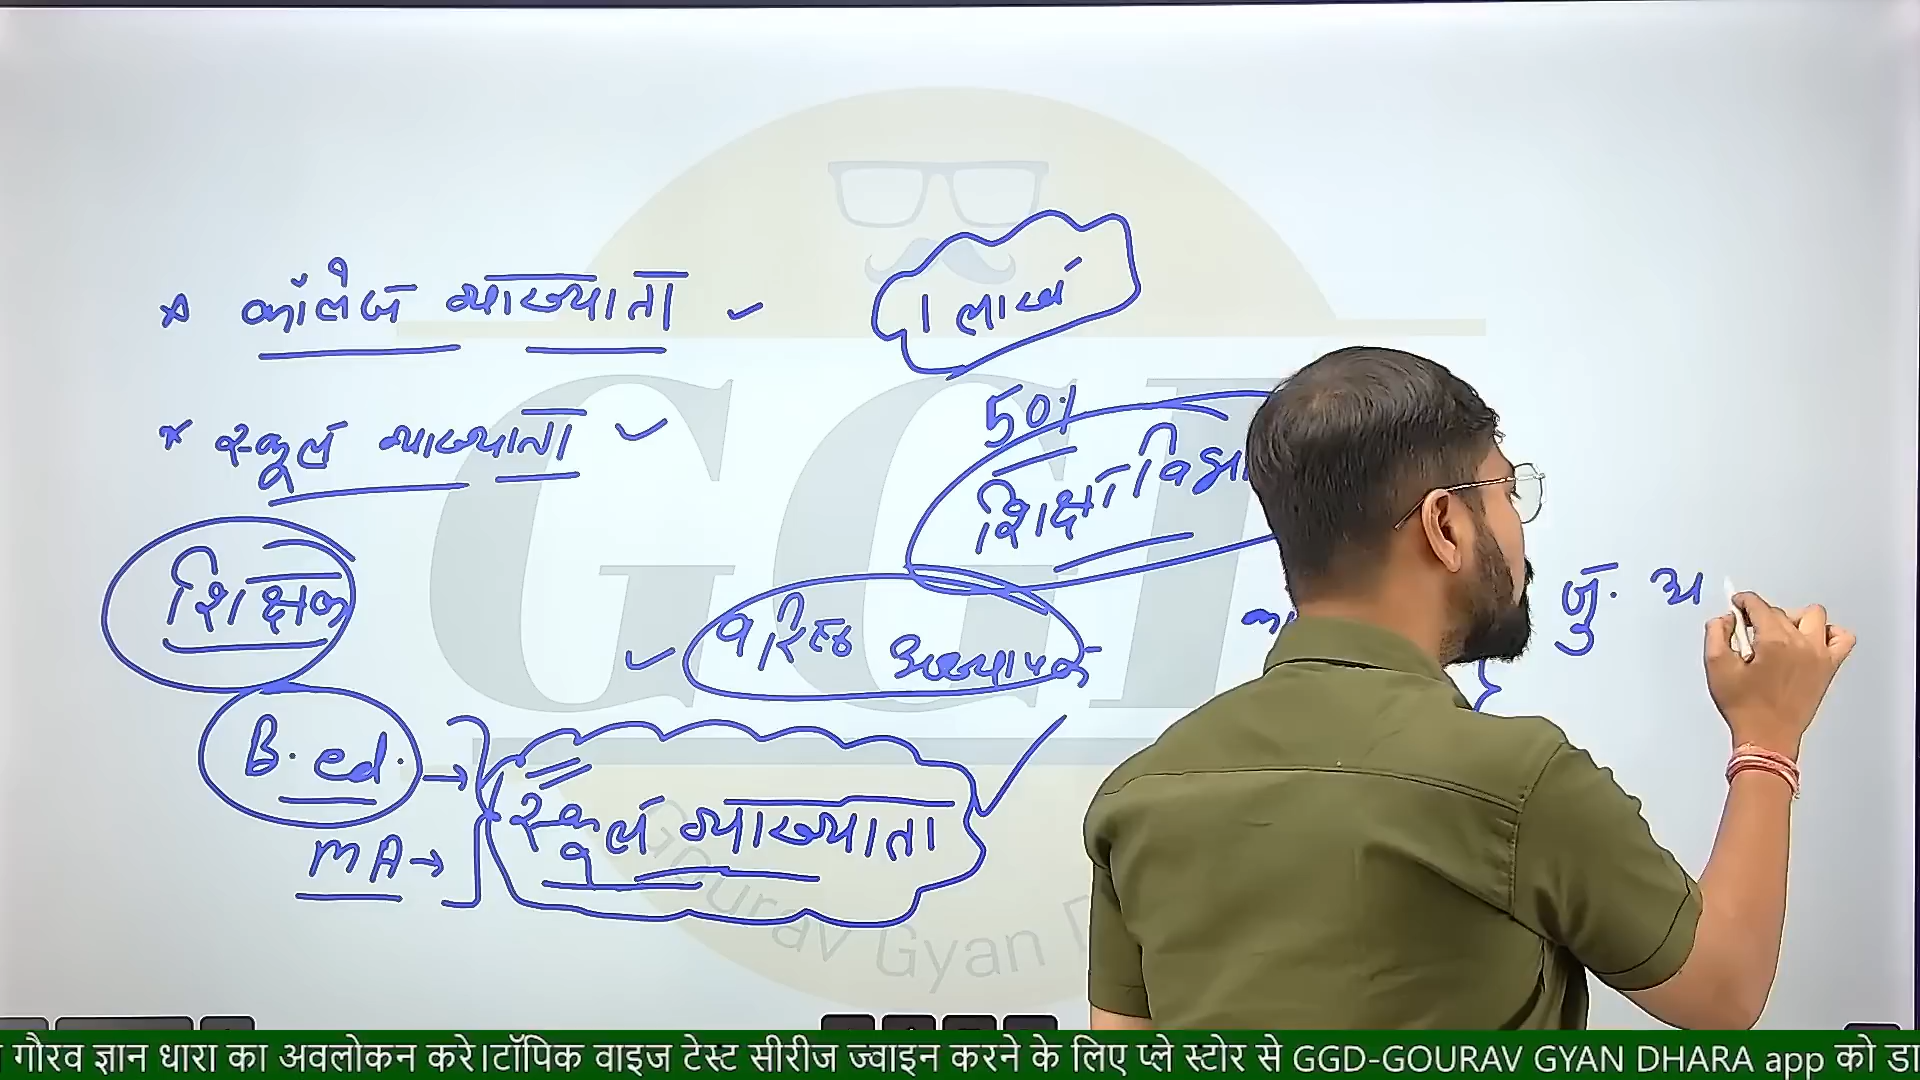 * कॉलेज व्याख्याता ✓
1 लाख
* स्कूल व्याख्याता ✓
50%
शिक्षा विभा
शिक्षक
✓ वरिष्ठ अध्यापक
जु. अ
B.ed. →
MA →
स्कूल व्याख्याता
GGD
Gourav Gyan D
गौरव ज्ञान धारा का अवलोकन करे।टॉपिक वाइज टेस्ट सीरीज ज्वाइन करने के लिए प्ले स्टोर से GGD-GOURAV GYAN DHARA app को डा